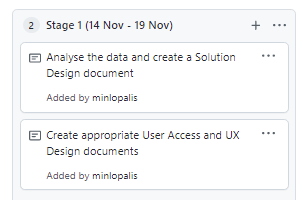 2 Stage 1 (14 Nov - 19 Nov)
Analyse the data and create a Solution
Design document
Added by minlopalis
Create appropriate User Access and UX
Design documents
Added by minlopalis